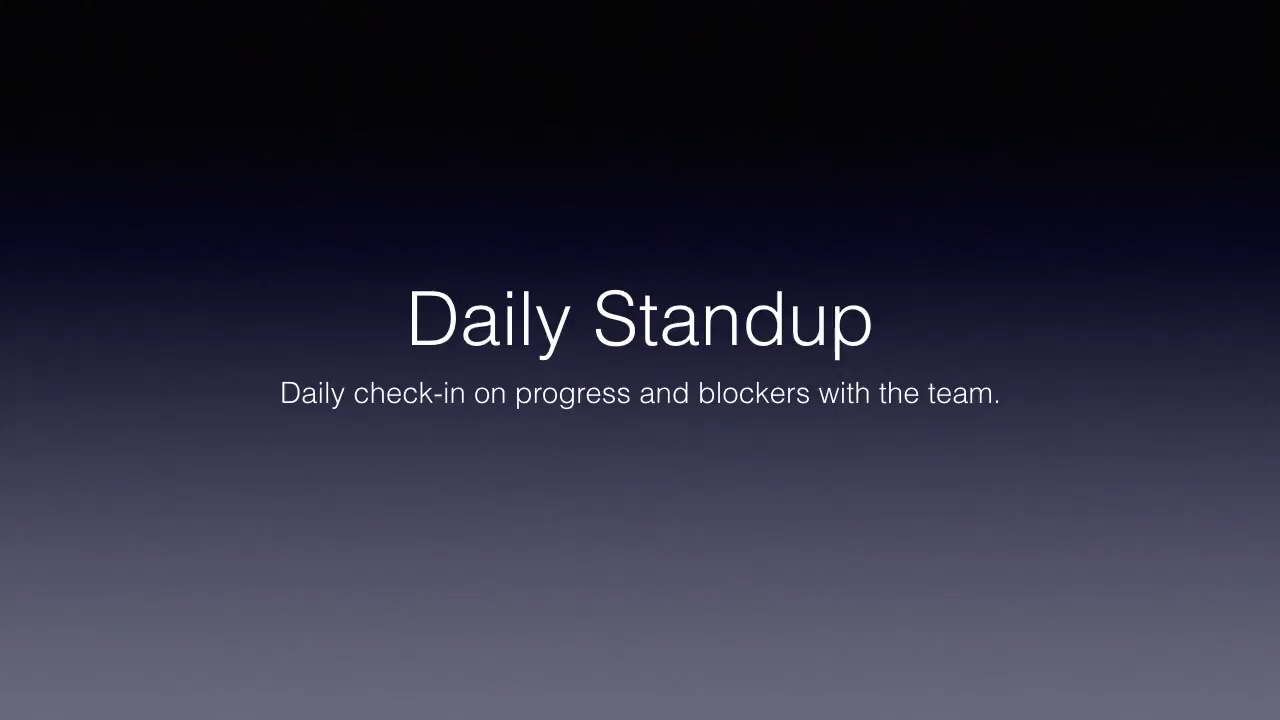 Daily Standup
Daily check-in on progress and blockers with the team.